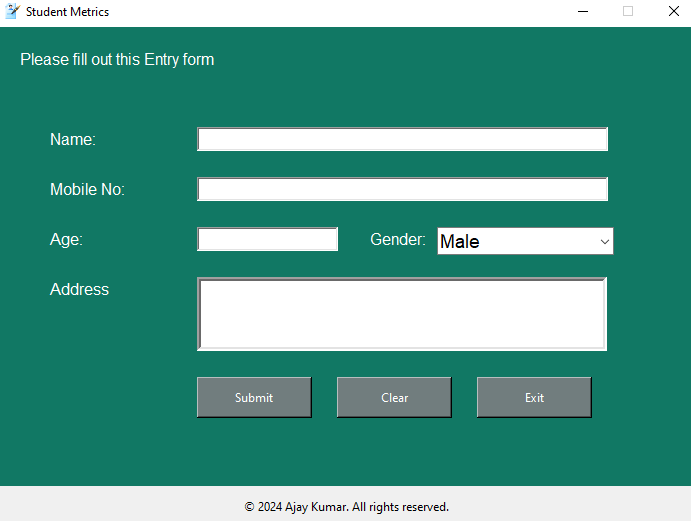 Student Metrics
Please fill out this Entry form
Name:
Mobile No:
Age:
Gender: Male
Address
Submit Clear Exit
© 2024 Ajay Kumar. All rights reserved.